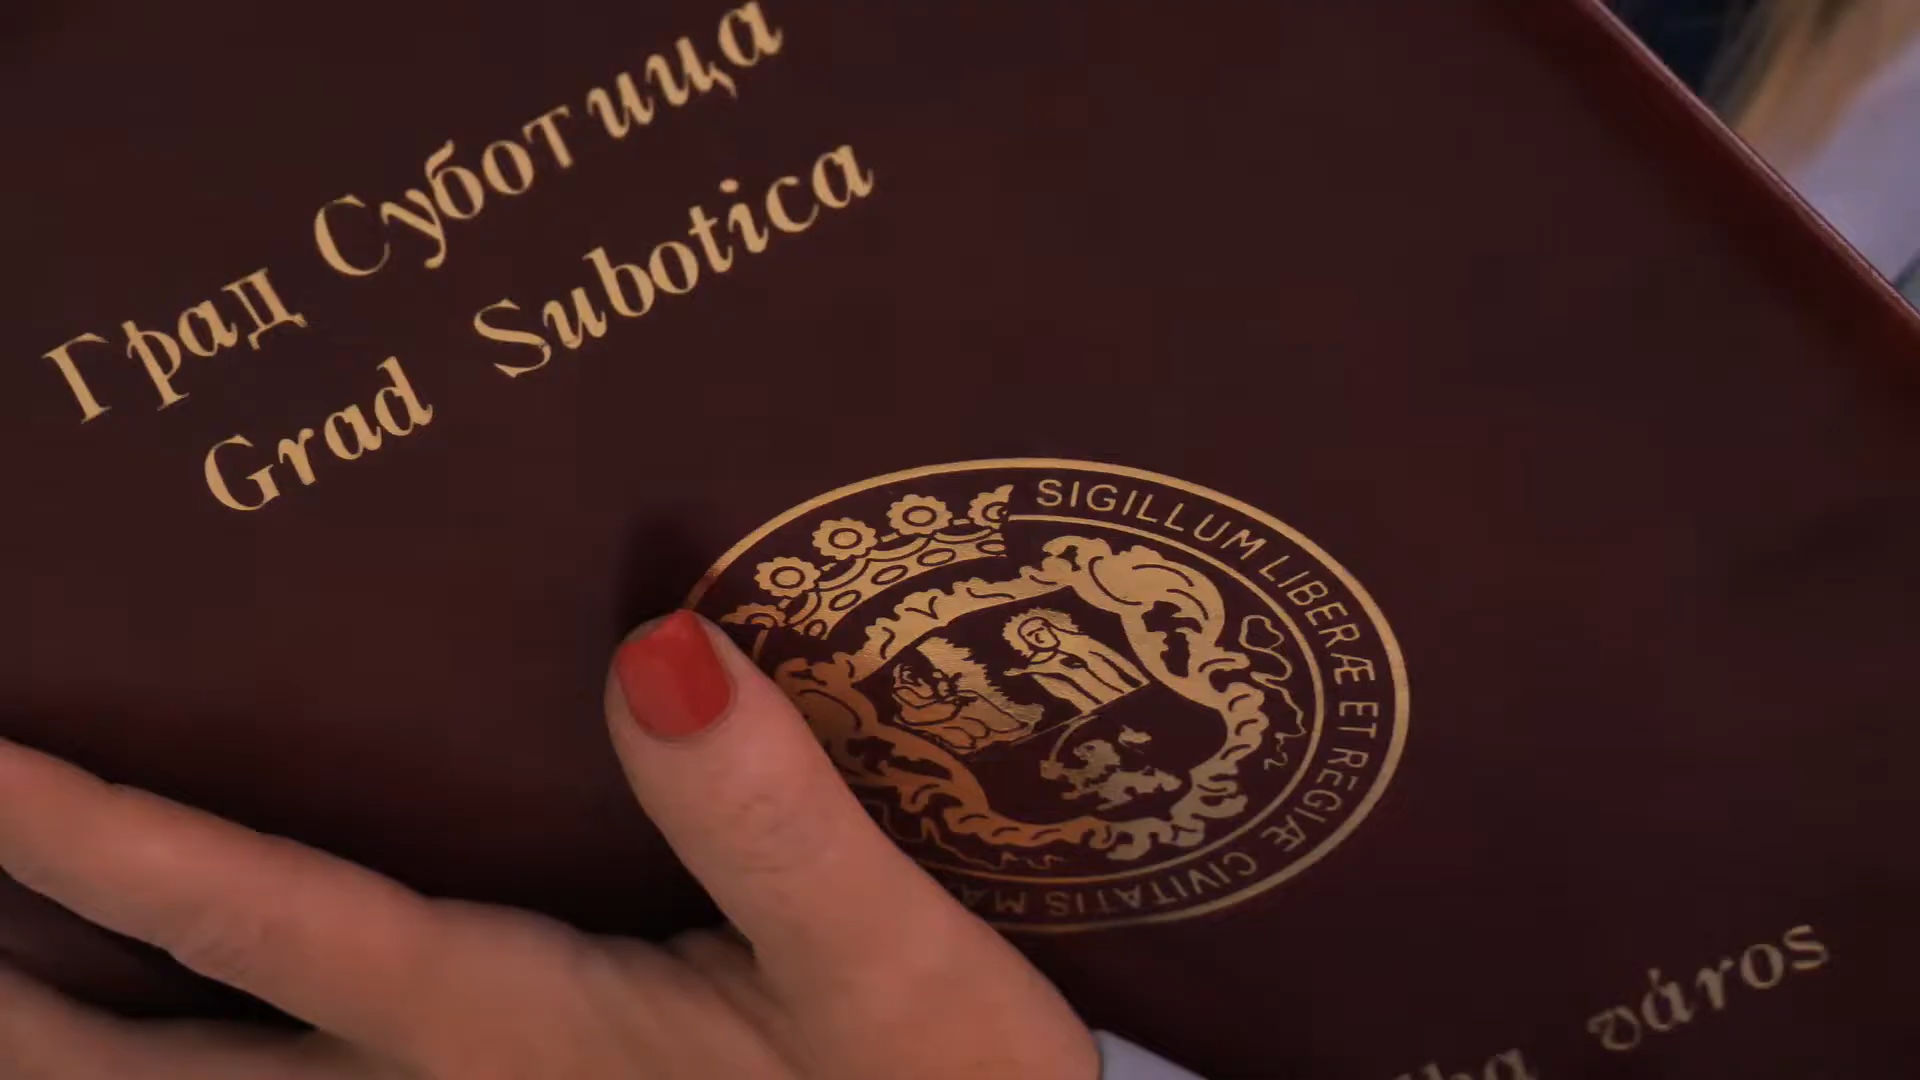 Град Суботица
Grad Subotica
SIGILLUM LIBERÆ ET REGIÆ CIVITATIS
város